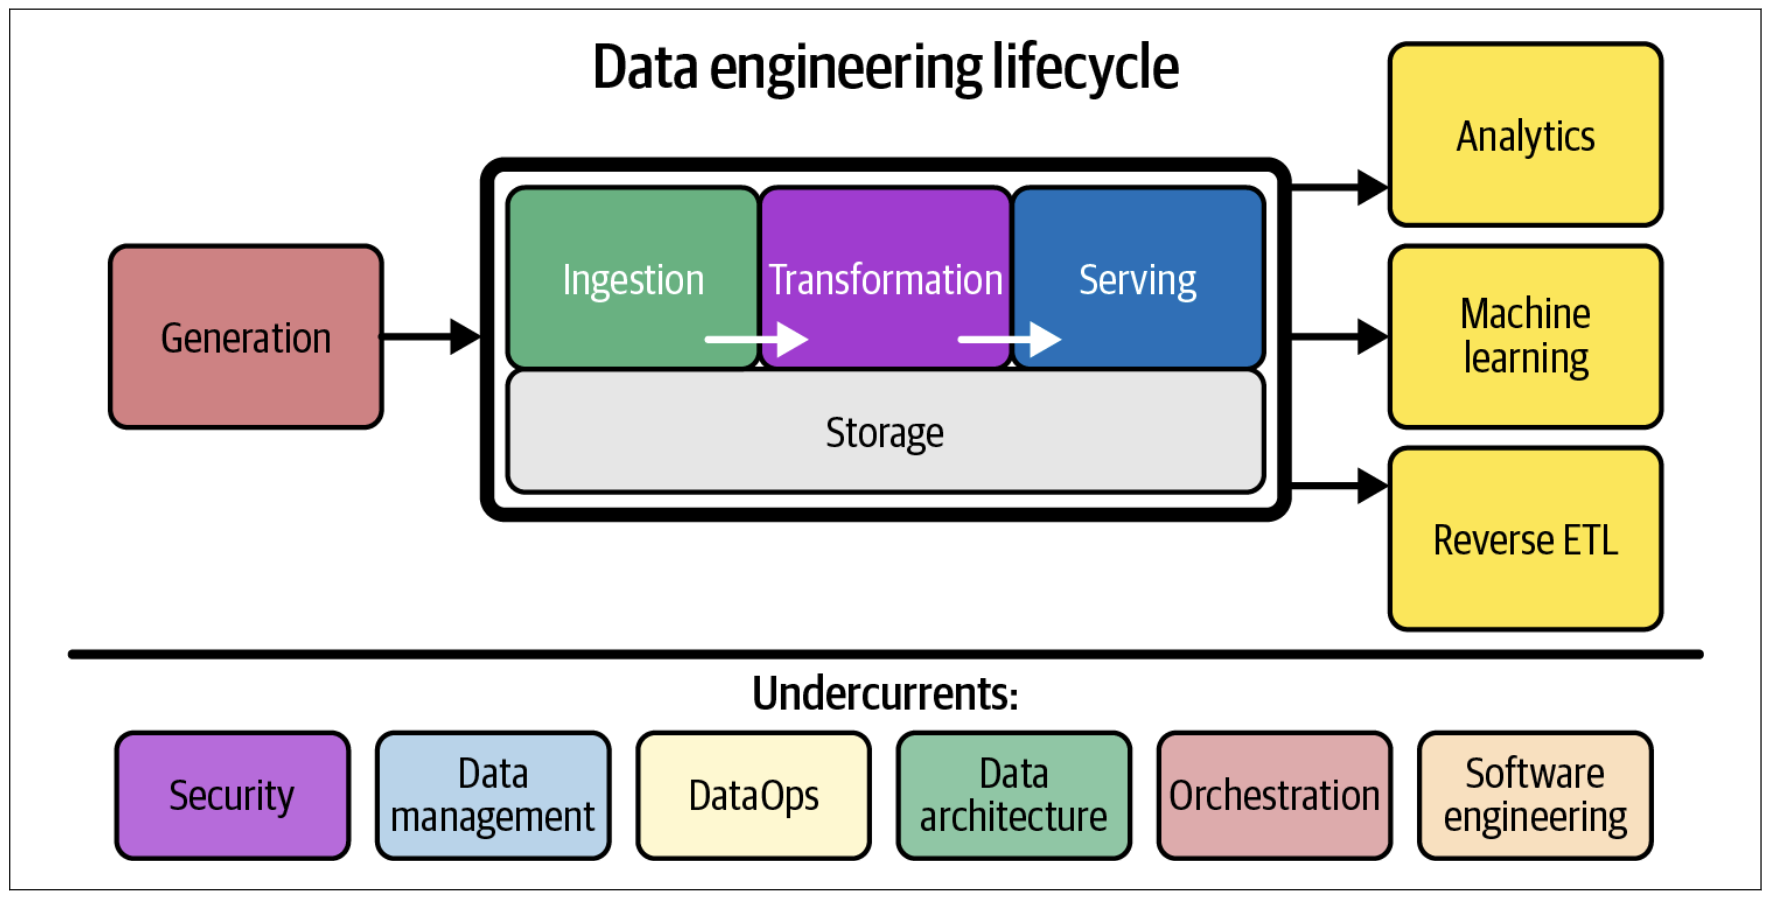 Data engineering lifecycle
Generation
Ingestion
Transformation
Serving
Storage
Analytics
Machine
learning
Reverse ETL
Undercurrents:
Security
Data
management
DataOps
Data
architecture
Orchestration
Software
engineering